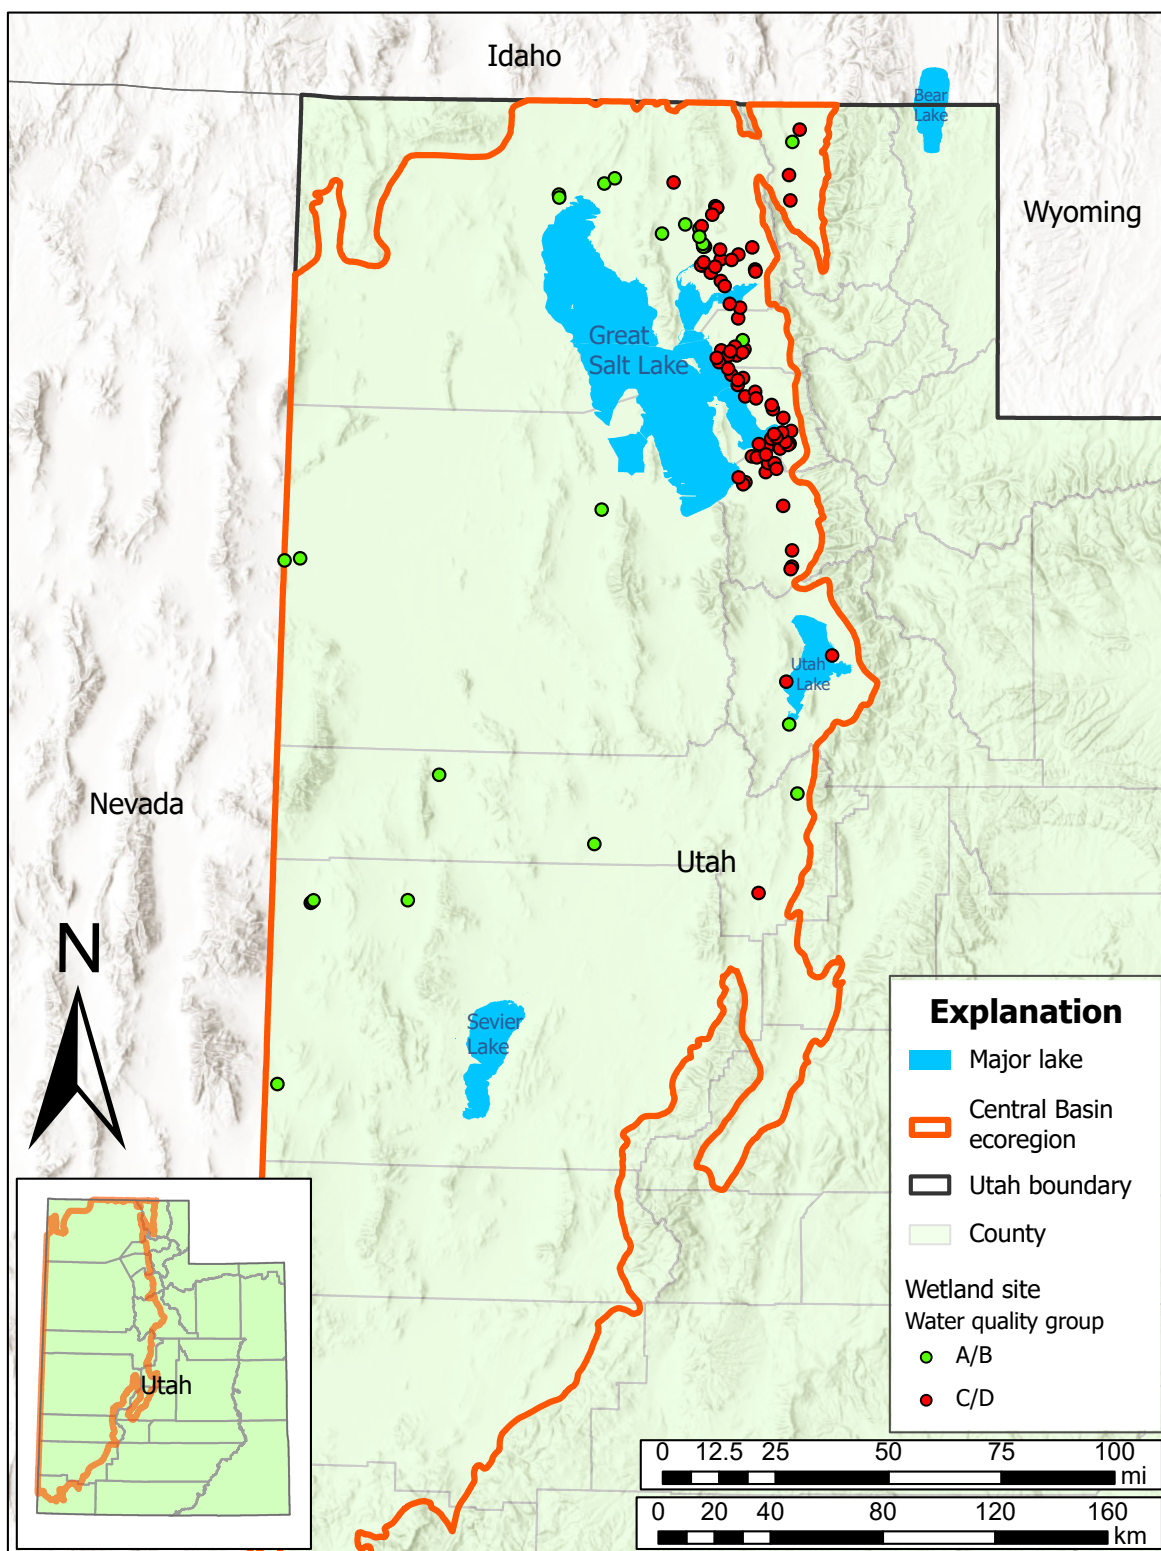 Idaho
Bear
Lake
Wyoming
Great
Salt Lake
Utah
Lake
Nevada
Utah
N
Sevier
Lake
Explanation
Major lake
Central Basin
ecoregion
Utah boundary
County
Wetland site
Water quality group
A/B
C/D
Utah
0 12.5 25 50 75 100
mi
0 20 40 80 120 160
km